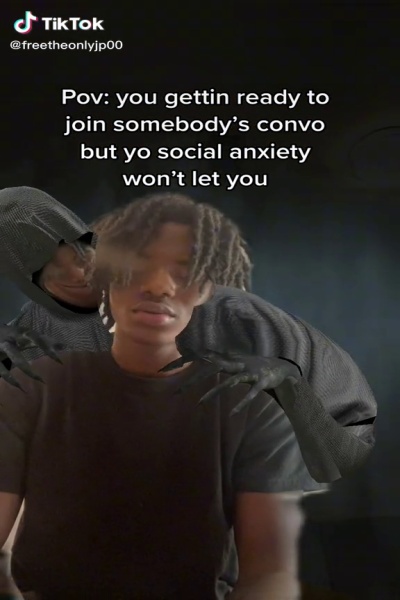 TikTok
@freetheonlyjp00
Pov: you gettin ready to
join somebody's convo
but yo social anxiety
won't let you